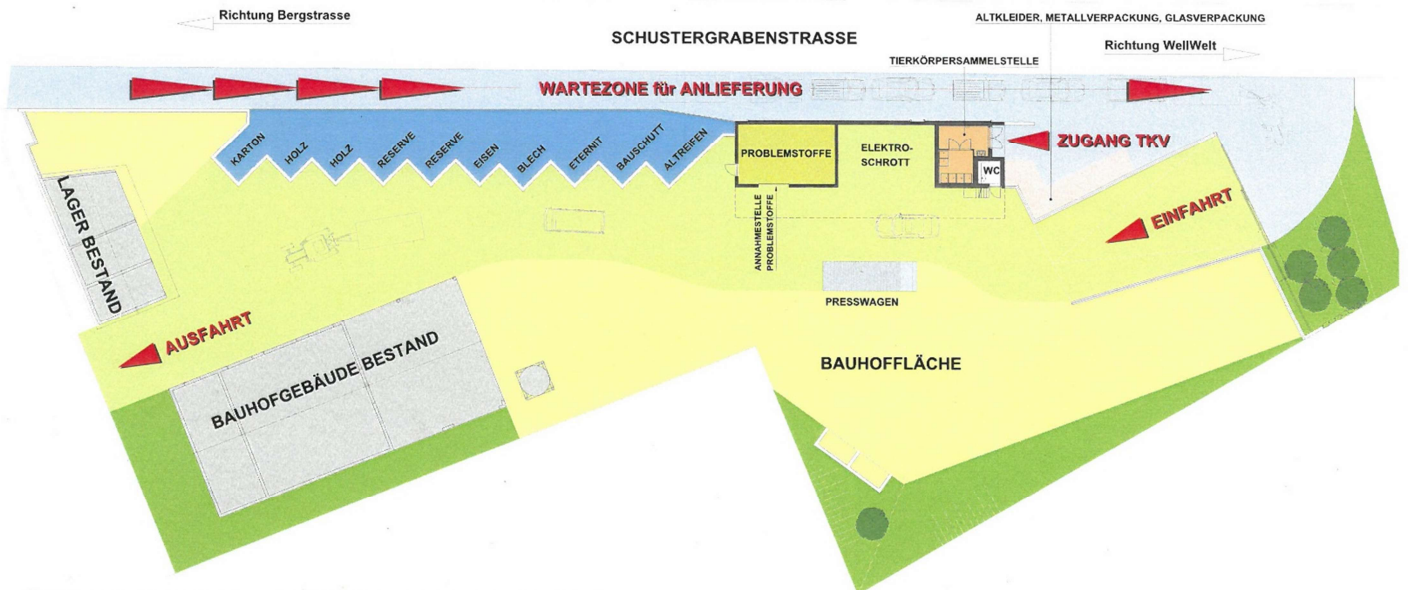 Richtung Bergstrasse
ALTKLEIDER, METALLVERPACKUNG, GLASVERPACKUNG
SCHUSTERGRABENSTRASSE
Richtung WellWelt
TIERKÖRPERSAMMELSTELLE
WARTEZONE für ANLIEFERUNG
KARTON
HOLZ
HOLZ
RESERVE
RESERVE
EISEN
BLECH
ETERNIT
BAUSCHUTT
ALTREIFEN
PROBLEMSTOFFE
ELEKTRO-
SCHROTT
WC
ZUGANG TKV
ANNAHMESTELLE
PROBLEMSTOFFE
EINFAHRT
LAGER BESTAND
PRESSWAGEN
AUSFAHRT
BAUHOFGEBÄUDE BESTAND
BAUHOFFLÄCHE